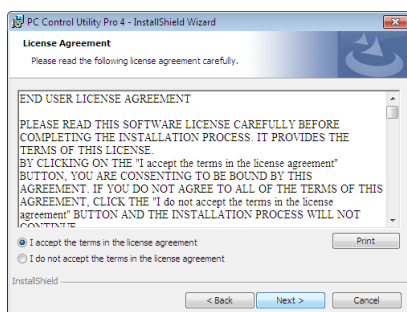 PC Control Utility Pro 4 - InstallShield Wizard
License Agreement
Please read the following license agreement carefully.
END USER LICENSE AGREEMENT
PLEASE READ THIS SOFTWARE LICENSE CAREFULLY BEFORE
COMPLETING THE INSTALLATION PROCESS. IT PROVIDES THE
TERMS OF THIS LICENSE.
BY CLICKING ON THE "I accept the terms in the license agreement"
BUTTON, YOU ARE CONSENTING TO BE BOUND BY THIS
AGREEMENT. IF YOU DO NOT AGREE TO ALL OF THE TERMS OF THIS
AGREEMENT, CLICK THE "I do not accept the terms in the license
agreement" BUTTON AND THE INSTALLATION PROCESS WILL NOT
CONTINUE
I accept the terms in the license agreement
Print
I do not accept the terms in the license agreement
InstallShield
< Back
Next >
Cancel